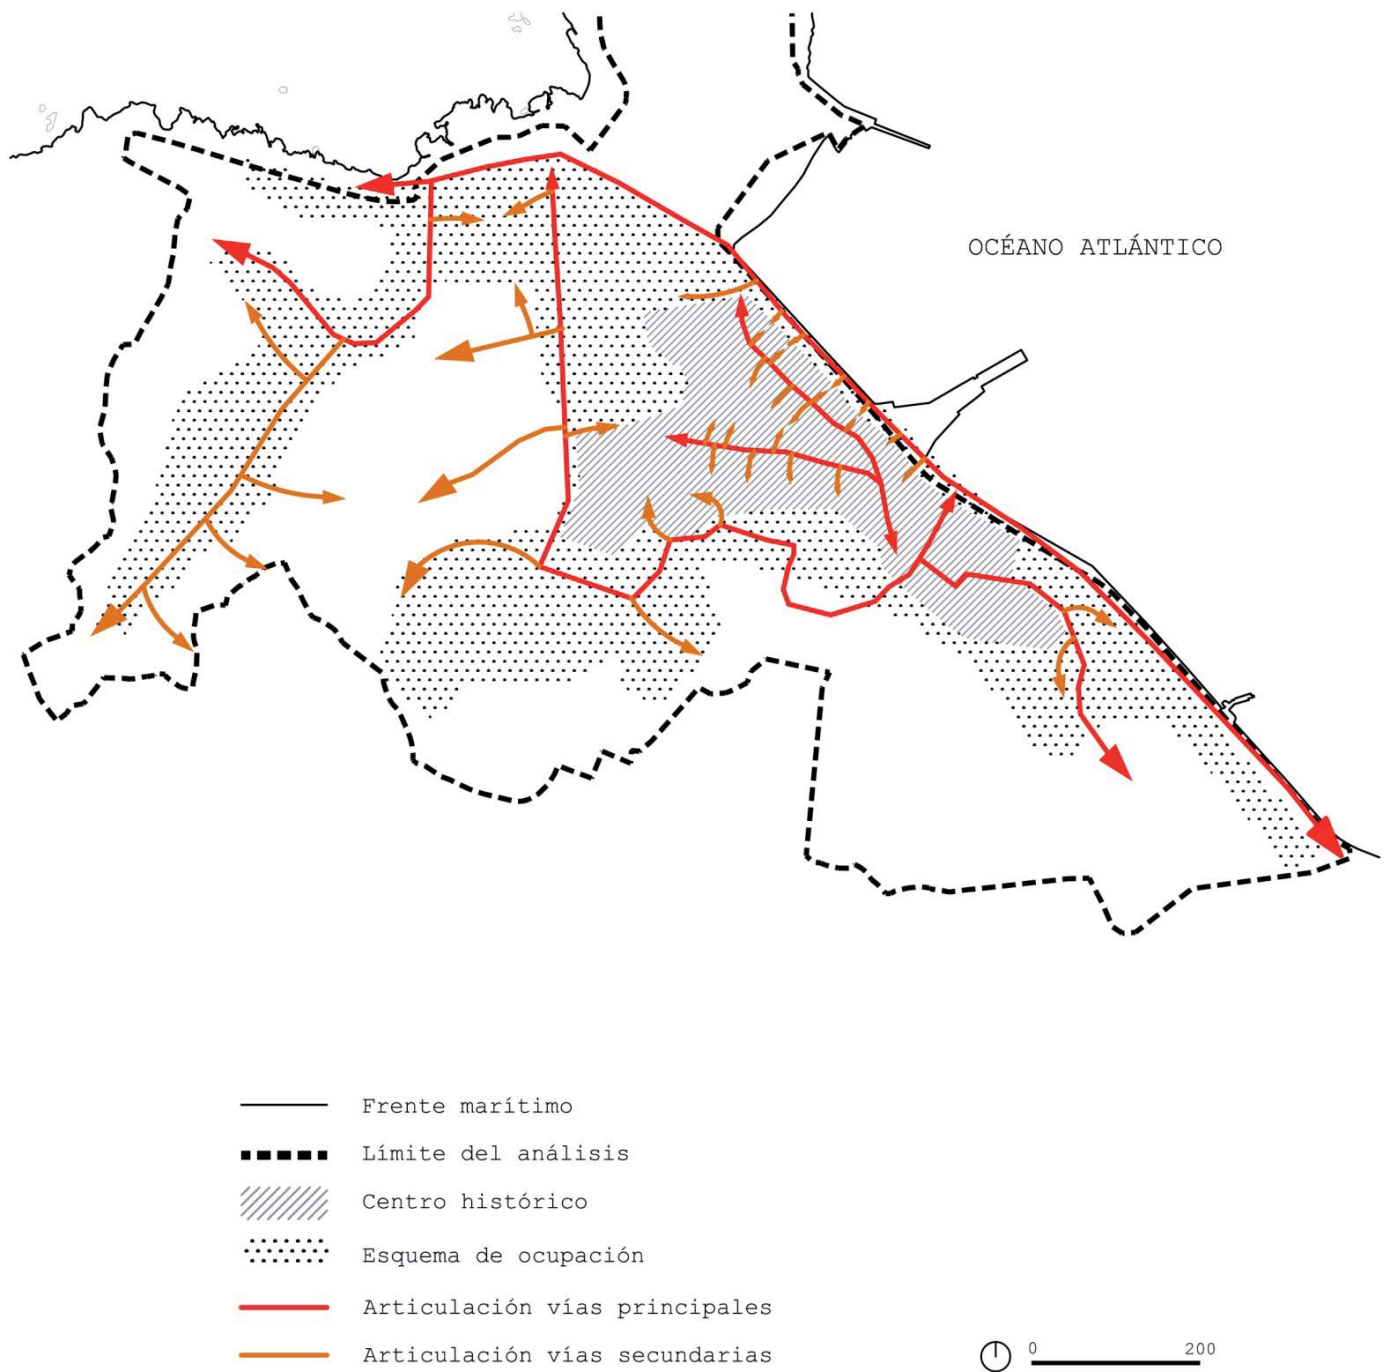 OCÉANO ATLÁNTICO
Frente marítimo
Límite del análisis
Centro histórico
Esquema de ocupación
Articulación vías principales
Articulación vías secundarias
0 200